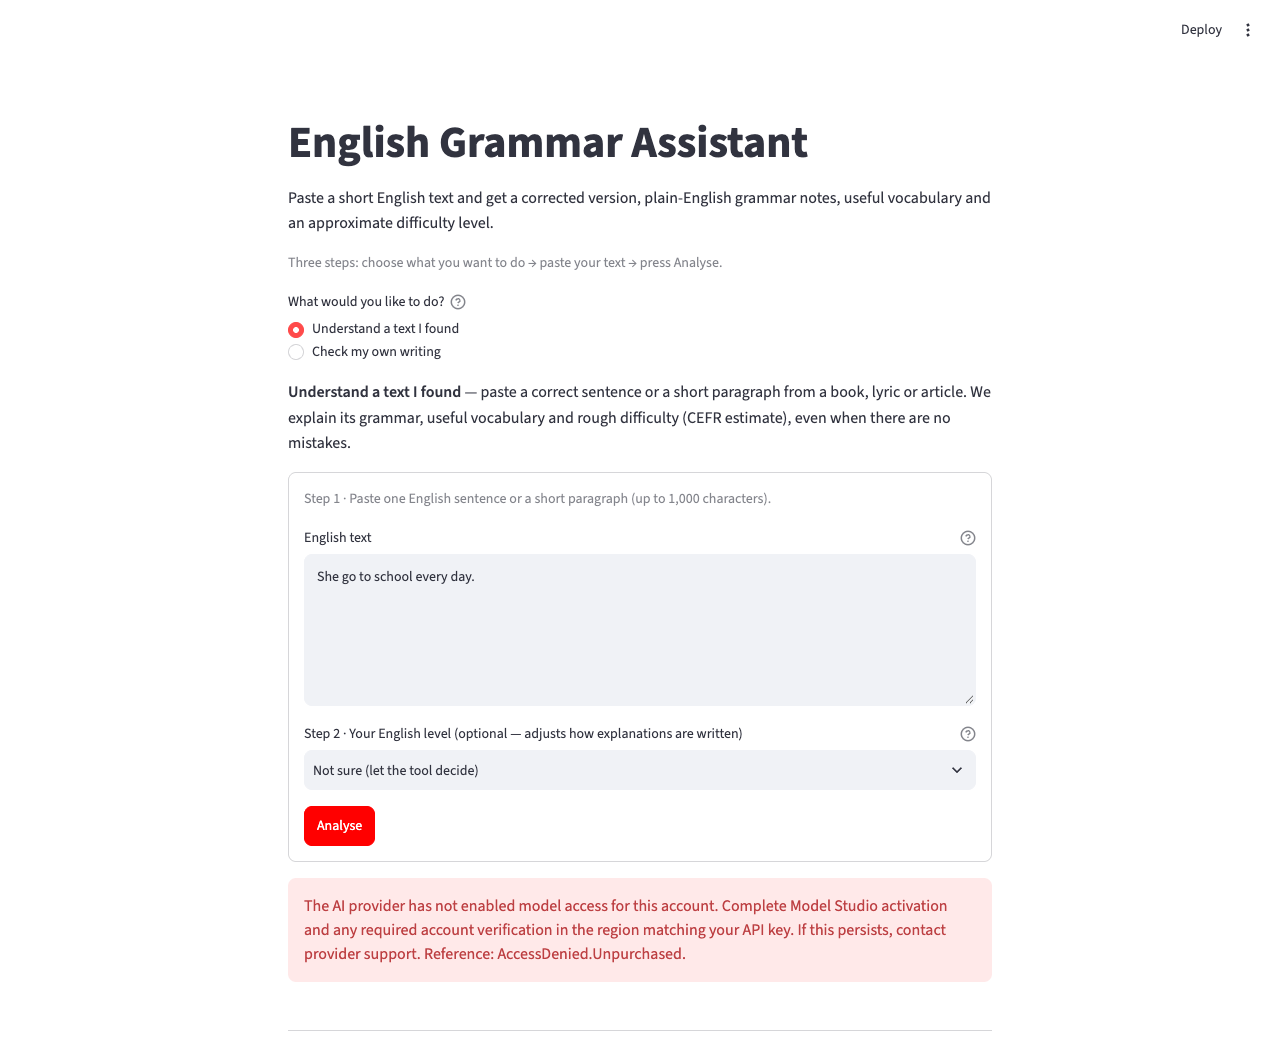 Deploy
English Grammar Assistant
Paste a short English text and get a corrected version, plain-English grammar notes, useful vocabulary and
an approximate difficulty level.
Three steps: choose what you want to do → paste your text → press Analyse.
What would you like to do?
Understand a text I found
Check my own writing
Understand a text I found — paste a correct sentence or a short paragraph from a book, lyric or article. We
explain its grammar, useful vocabulary and rough difficulty (CEFR estimate), even when there are no
mistakes.
Step 1 · Paste one English sentence or a short paragraph (up to 1,000 characters).
English text
She go to school every day.
Step 2 · Your English level (optional — adjusts how explanations are written)
Not sure (let the tool decide)
Analyse
The AI provider has not enabled model access for this account. Complete Model Studio activation
and any required account verification in the region matching your API key. If this persists, contact
provider support. Reference: AccessDenied.Unpurchased.